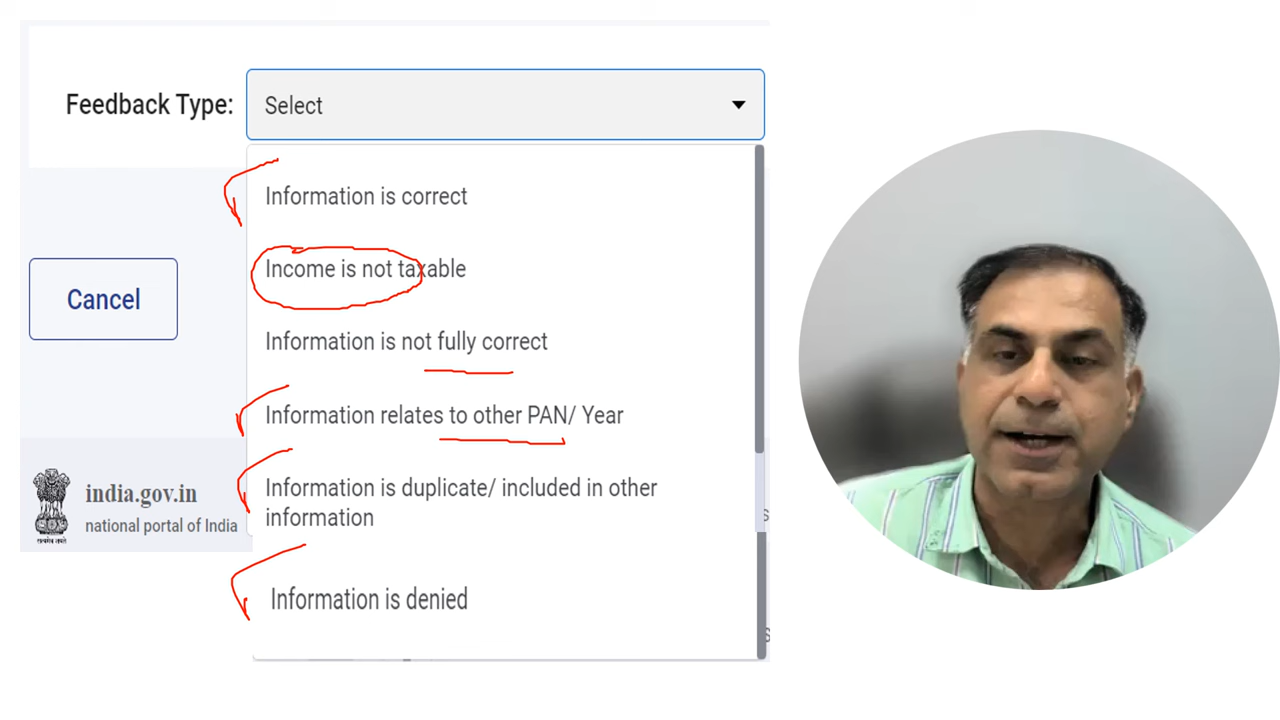 Feedback Type:
Select
Information is correct
Income is not taxable
Cancel
Information is not fully correct
Information relates to other PAN/ Year
Information is duplicate/ included in other
information
india.gov.in
national portal of India
Information is denied